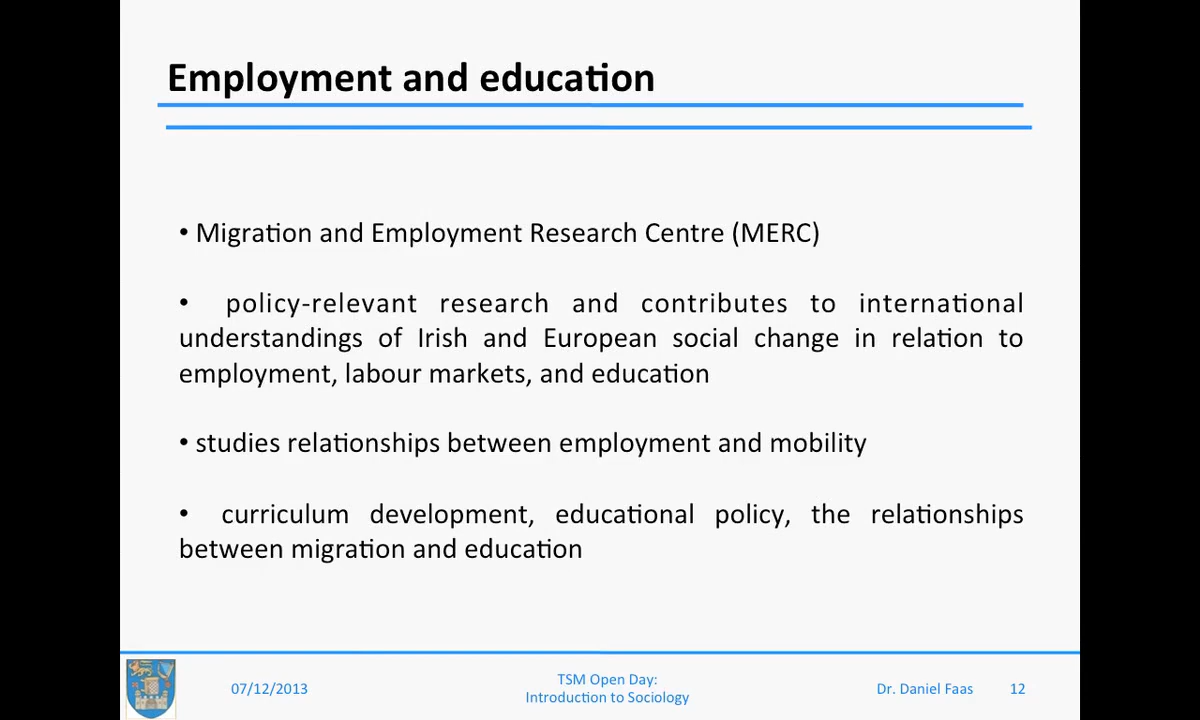 Employment and education
• Migration and Employment Research Centre (MERC)
• policy-relevant research and contributes to international
understandings of Irish and European social change in relation to
employment, labour markets, and education
• studies relationships between employment and mobility
• curriculum development, educational policy, the relationships
between migration and education
07/12/2013
TSM Open Day:
Introduction to Sociology
Dr. Daniel Faas
12